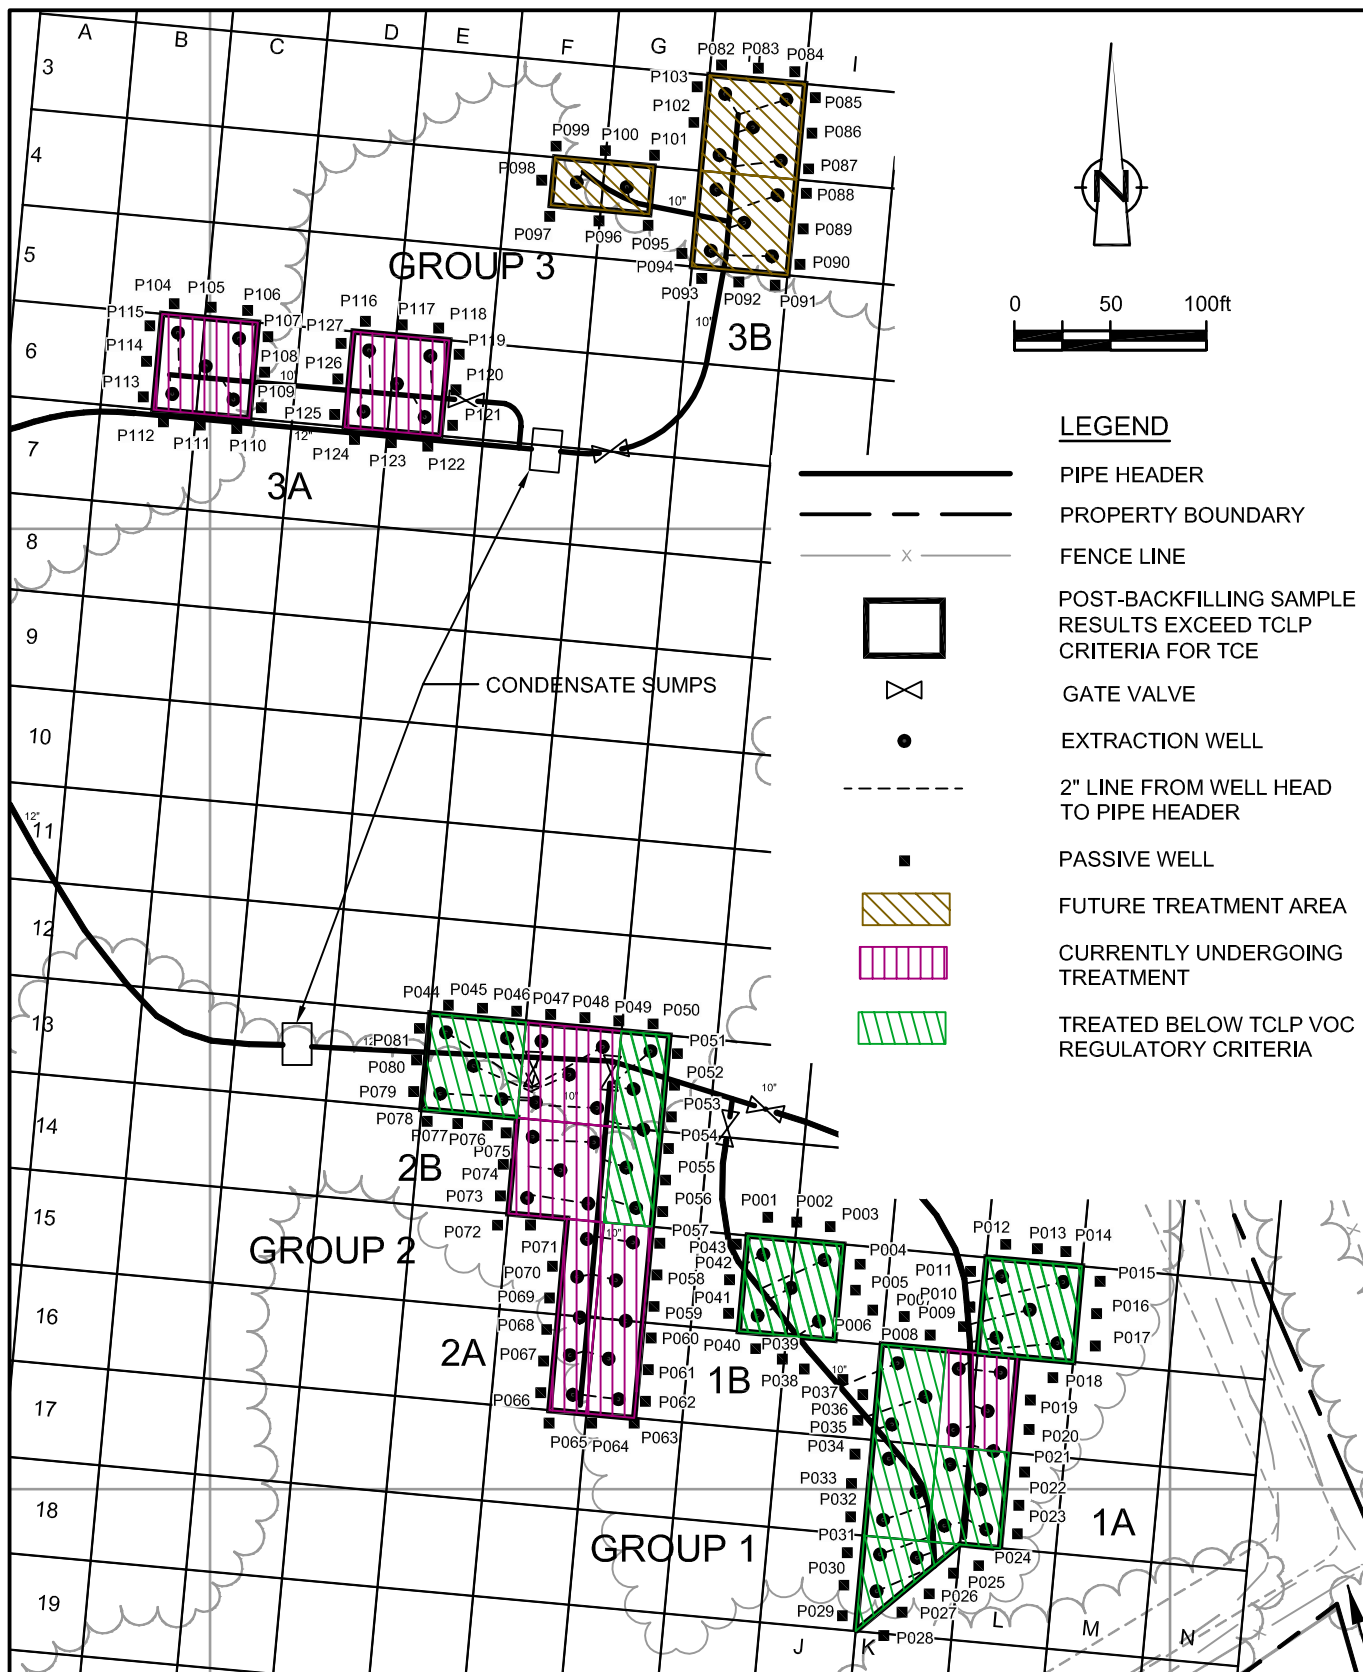 A
B
C
D
E
F
G
I
3
4
5
6
7
8
9
10
11
12
13
14
15
16
17
18
19
J
K
L
M
N
P082
P083
P084
P103
P102
P085
P086
P087
P088
P089
P090
P091
P092
P093
P094
P099
P100
P101
P098
P097
P096
P095
10"
10"
GROUP 3
3B
P104
P105
P106
P115
P107
P114
P108
P113
P109
P112
P111
P110
10"
12"
P116
P117
P118
P127
P119
P126
P120
P125
P121
P124
P123
P122
3A
N
0
50
100ft
LEGEND
PIPE HEADER
PROPERTY BOUNDARY
X
FENCE LINE
POST-BACKFILLING SAMPLE
RESULTS EXCEED TCLP
CRITERIA FOR TCE
GATE VALVE
EXTRACTION WELL
2" LINE FROM WELL HEAD
TO PIPE HEADER
PASSIVE WELL
FUTURE TREATMENT AREA
CURRENTLY UNDERGOING
TREATMENT
TREATED BELOW TCLP VOC
REGULATORY CRITERIA
CONDENSATE SUMPS
12"
P044
P045
P046
P047
P048
P049
P050
P081
P051
P080
P052
P079
P053
P078
P077
P076
P075
P054
P074
P055
P073
P056
P072
P071
P057
P070
P058
P069
P059
P068
P060
P067
P061
P066
P062
P065
P064
P063
10"
10"
10"
2B
GROUP 2
2A
P001
P002
P003
P043
P004
P042
P005
P041
P006
P040
P039
P038
P037
P036
P035
P034
P033
P032
P031
P030
P029
P028
P027
P026
P025
P024
P023
P022
P021
P020
P019
P018
P017
P016
P015
P014
P013
P012
P011
P010
P009
P008
10"
1B
1A
GROUP 1